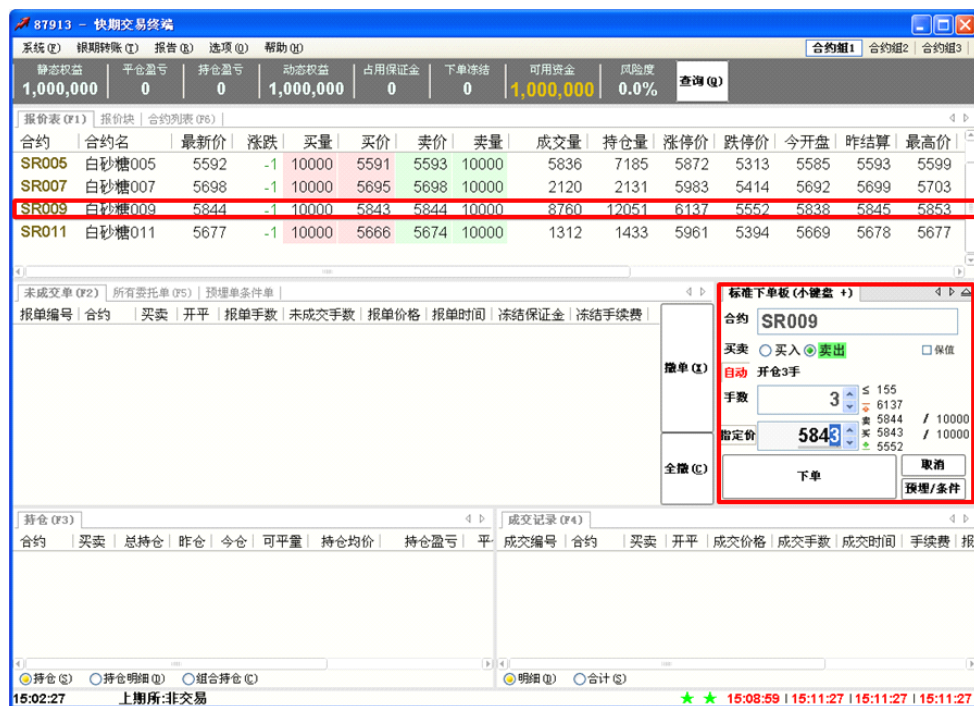 87913 - 快期交易终端
系统(F) 银期转账(T) 报告(R) 选项(O) 帮助(H) 合约组1 合约组2 合约组3
静态权益 平仓盈亏 持仓盈亏 动态权益 占用保证金 下单冻结 可用资金 风险度 查询(Q)
1,000,000 0 0 1,000,000 0 0 1,000,000 0.0%
报价表(F1) 报价块 合约列表(F6)
合约 合约名 最新价 涨跌 买量 买价 卖价 卖量 成交量 持仓量 涨停价 跌停价 今开盘 昨结算 最高价
SR005 白砂糖005 5592 -1 10000 5591 5593 10000 5836 7185 5872 5313 5585 5593 5599
SR007 白砂糖007 5698 -1 10000 5695 5698 10000 2120 2131 5983 5414 5692 5699 5703
SR009 白砂糖009 5844 -1 10000 5843 5844 10000 8760 12051 6137 5552 5838 5845 5853
SR011 白砂糖011 5677 -1 10000 5666 5674 10000 1312 1433 5961 5394 5669 5678 5677
未成交单(F2) 所有委托单(F5) 预埋单条件单
报单编号 合约 买卖 开平 报单手数 未成交手数 报单价格 报单时间 冻结保证金 冻结手续费
撤单(X)
全撤(C)
标准下单板(小键盘 +)
合约 SR009
买卖 买入 卖出 保值
自动 开仓3手
手数 3 ≤ 155
6137
卖 5844 / 10000
指定价 5843 买 5843 / 10000
5552
下单 取消
预埋/条件
持仓(F3)
合约 买卖 总持仓 昨仓 今仓 可平量 持仓均价 持仓盈亏 平
成交记录(F4)
成交编号 合约 买卖 开平 成交价格 成交手数 成交时间 手续费 报
持仓(S) 持仓明细(D) 组合持仓(C) 明细(D) 合计(S)
15:02:27 上期所:非交易 15:08:59 15:11:27 15:11:27 15:11:27